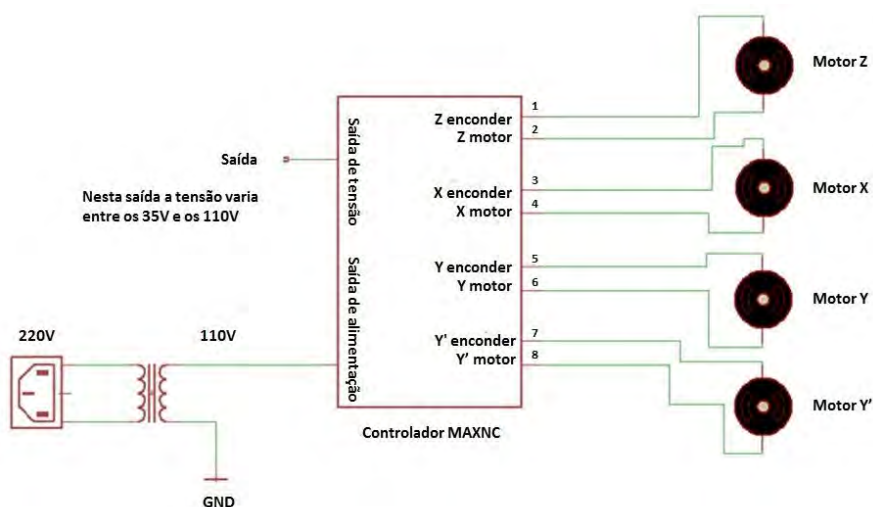 Saída
Nesta saída a tensão varia
entre os 35V e os 110V
220V
110V
GND
Saída de tensão
Saída de alimentação
Z enconder
Z motor
X enconder
X motor
Y enconder
Y motor
Y' enconder
Y’ motor
1
2
3
4
5
6
7
8
Controlador MAXNC
Motor Z
Motor X
Motor Y
Motor Y’